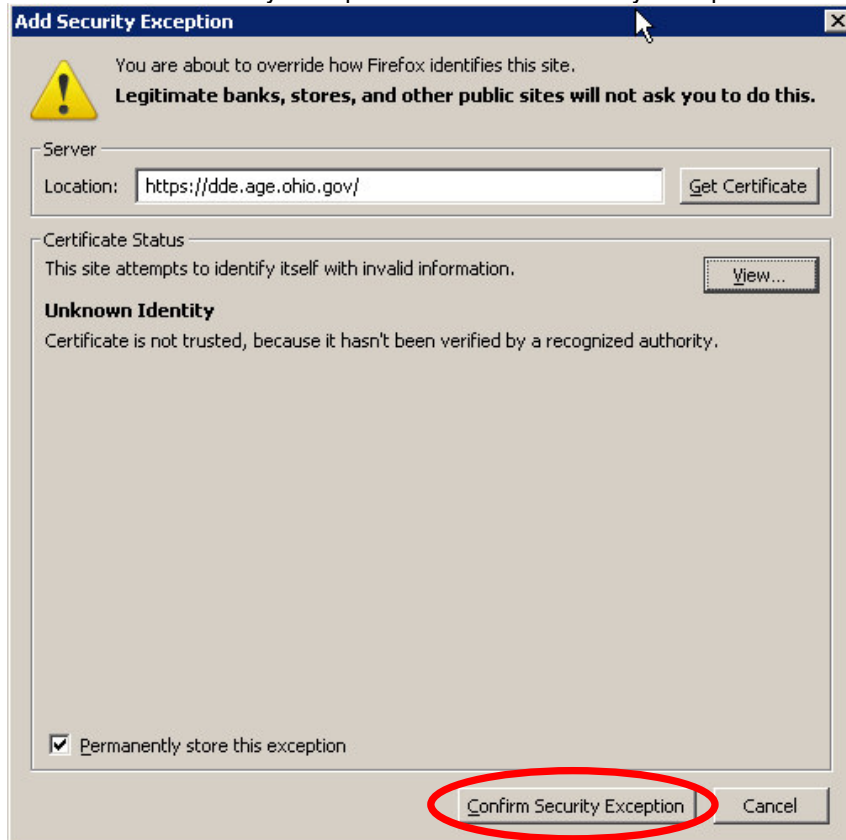 Add Security Exception
You are about to override how Firefox identifies this site.
Legitimate banks, stores, and other public sites will not ask you to do this.
Server
Location: https://dde.age.ohio.gov/ Get Certificate
Certificate Status
This site attempts to identify itself with invalid information. View...
Unknown Identity
Certificate is not trusted, because it hasn't been verified by a recognized authority.
Permanently store this exception
Confirm Security Exception Cancel